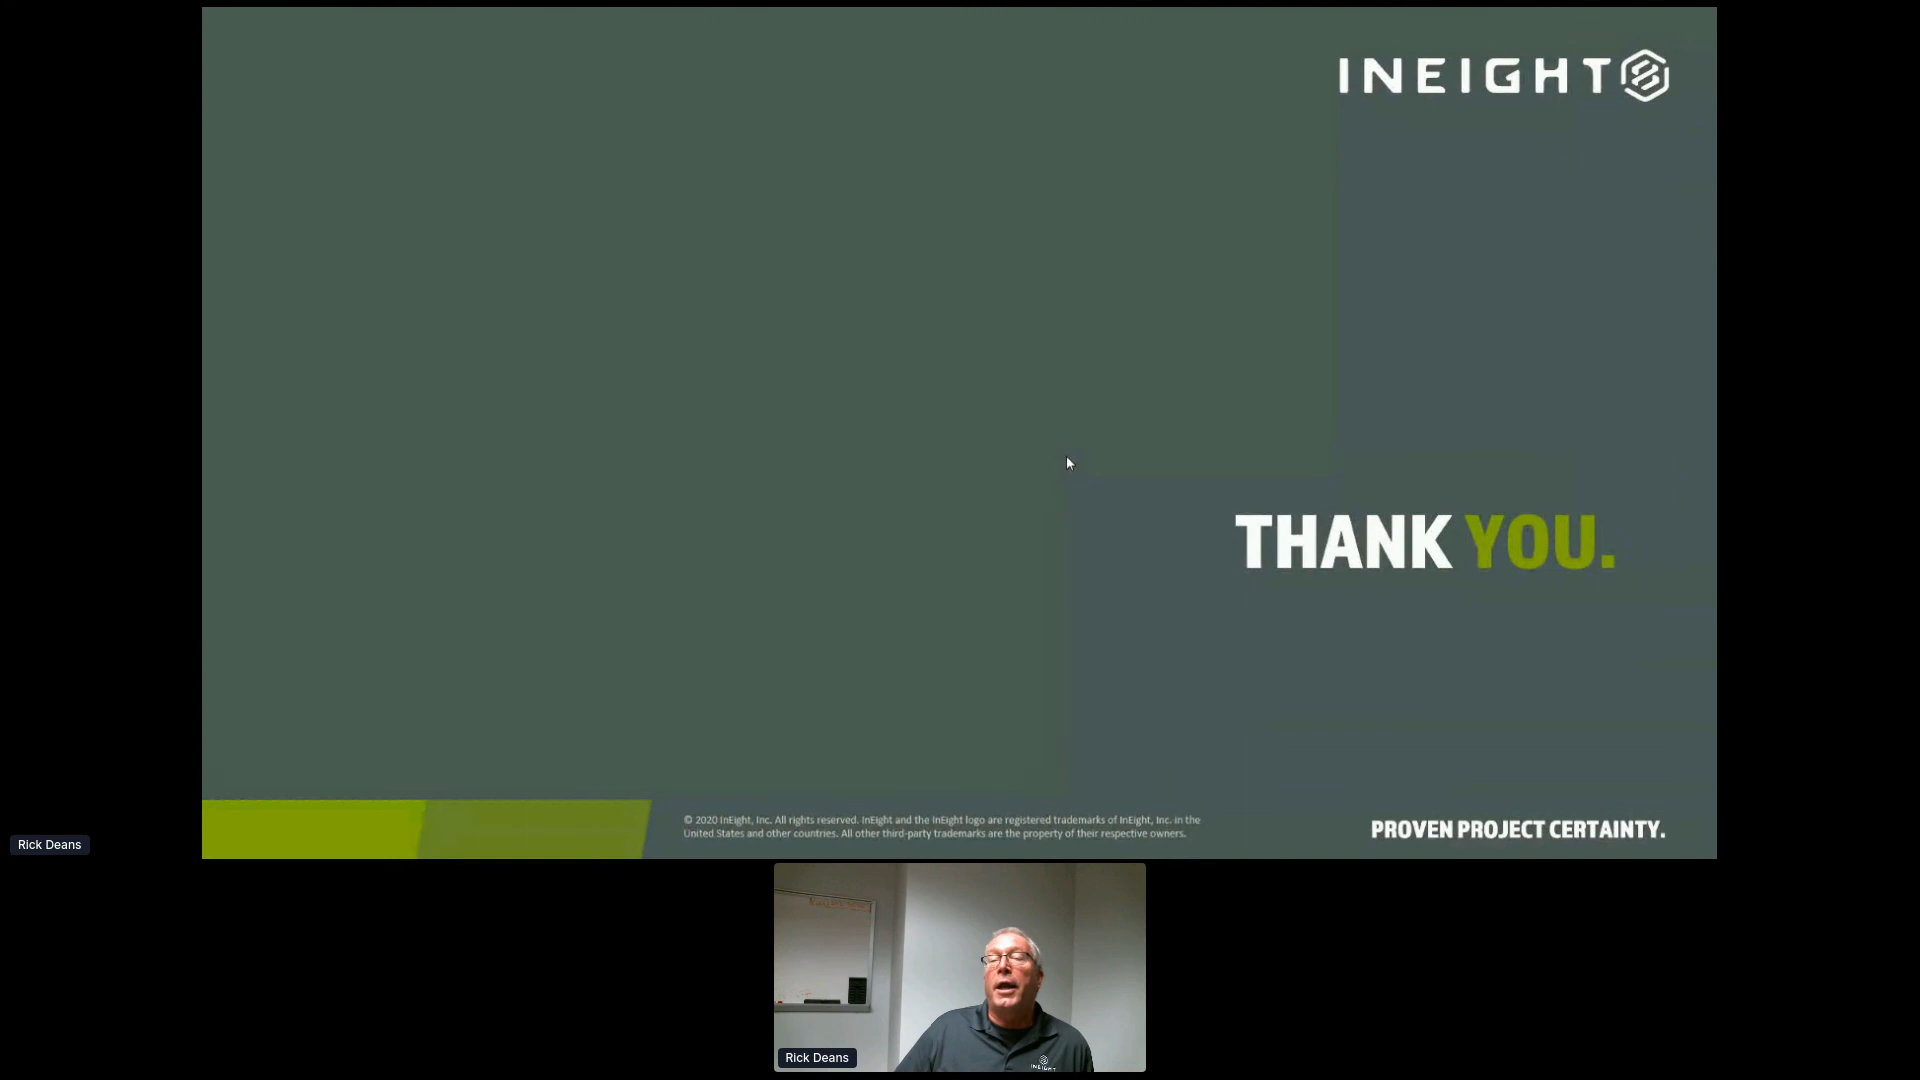 INEIGHT
THANK YOU.
© 2020 InEight, Inc. All rights reserved. InEight and the InEight logo are registered trademarks of InEight, Inc. in the
United States and other countries. All other third-party trademarks are the property of their respective owners.
PROVEN PROJECT CERTAINTY.
Rick Deans
Rick Deans
INEIGHT